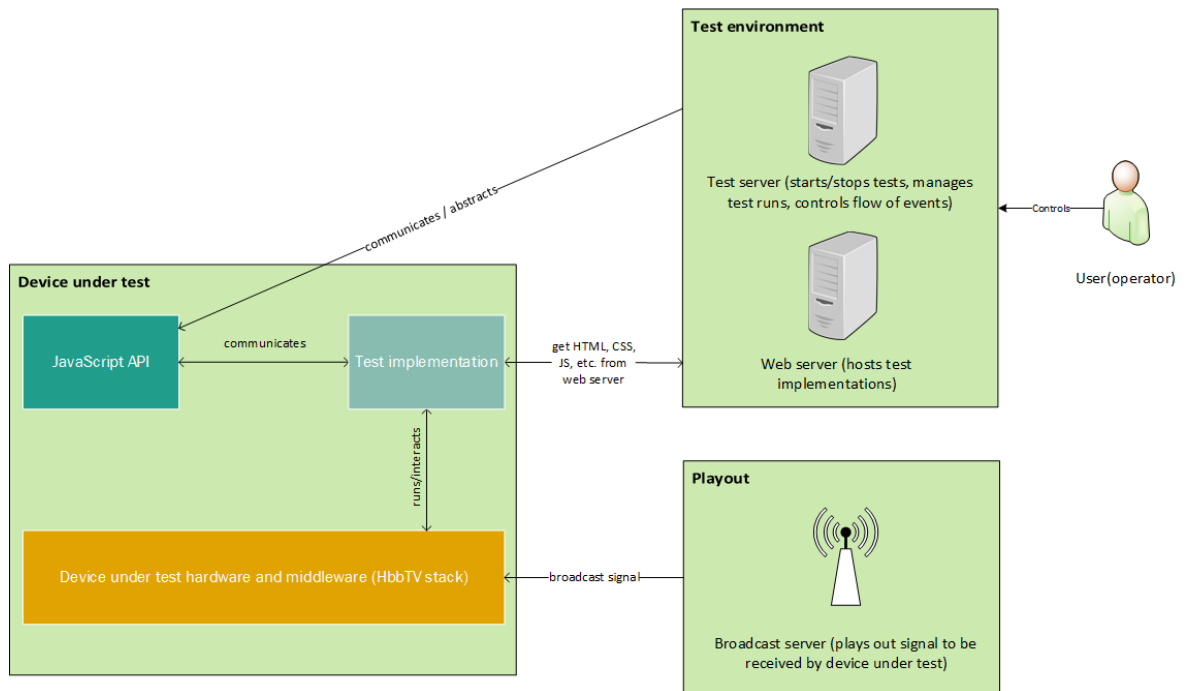 Test environment
Test server (starts/stops tests, manages
test runs, controls flow of events)
Controls
User(operator)
Web server (hosts test
implementations)
communicates / abstracts
Device under test
JavaScript API
communicates
Test implementation
get HTML, CSS,
JS, etc. from
web server
runs/interacts
Device under test hardware and middleware (HbbTV stack)
broadcast signal
Playout
Broadcast server (plays out signal to be
received by device under test)